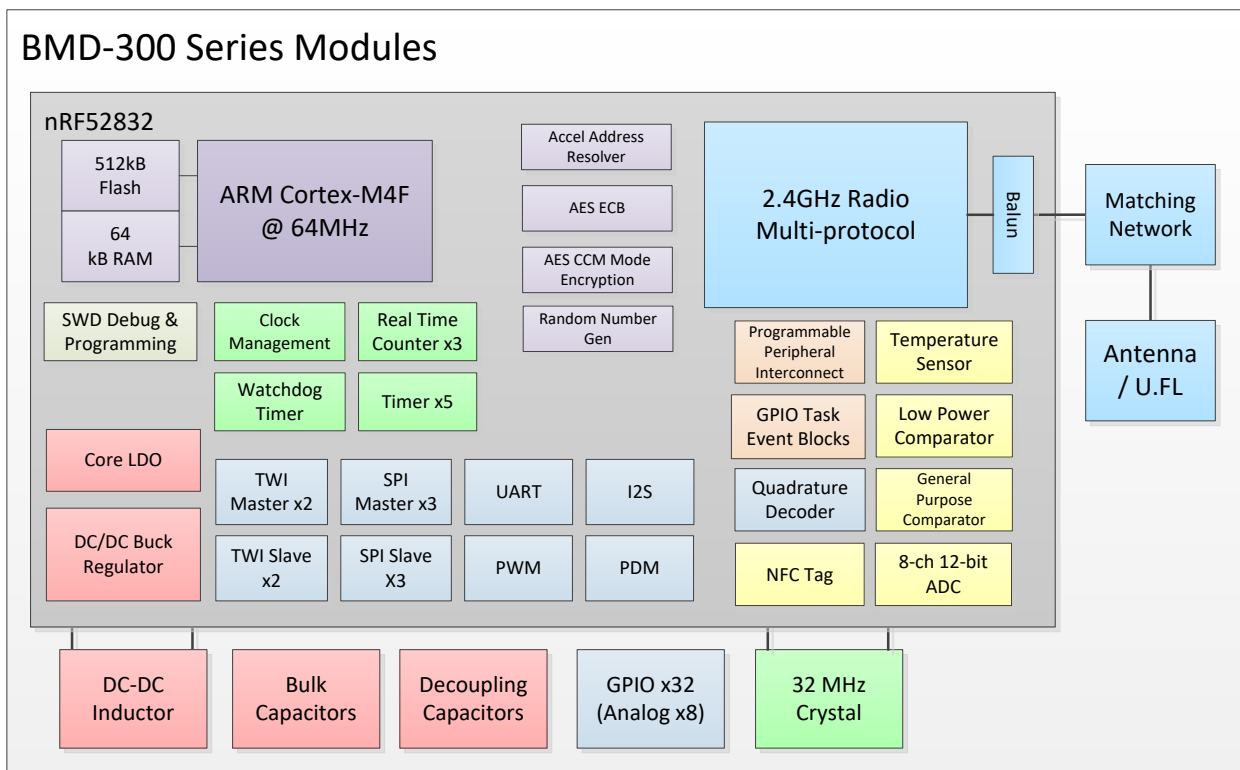 BMD-300 Series Modules
nRF52832
512kB
Flash
64
kB RAM
ARM Cortex-M4F
@ 64MHz
Accel Address
Resolver
AES ECB
AES CCM Mode
Encryption
Random Number
Gen
2.4GHz Radio
Multi-protocol
Balun
Matching
Network
Antenna
/ U.FL
SWD Debug &
Programming
Clock
Management
Real Time
Counter x3
Watchdog
Timer
Timer x5
Programmable
Peripheral
Interconnect
Temperature
Sensor
GPIO Task
Event Blocks
Low Power
Comparator
Core LDO
DC/DC Buck
Regulator
TWI
Master x2
SPI
Master x3
UART
I2S
TWI Slave
x2
SPI Slave
X3
PWM
PDM
Quadrature
Decoder
General
Purpose
Comparator
NFC Tag
8-ch 12-bit
ADC
DC-DC
Inductor
Bulk
Capacitors
Decoupling
Capacitors
GPIO x32
(Analog x8)
32 MHz
Crystal